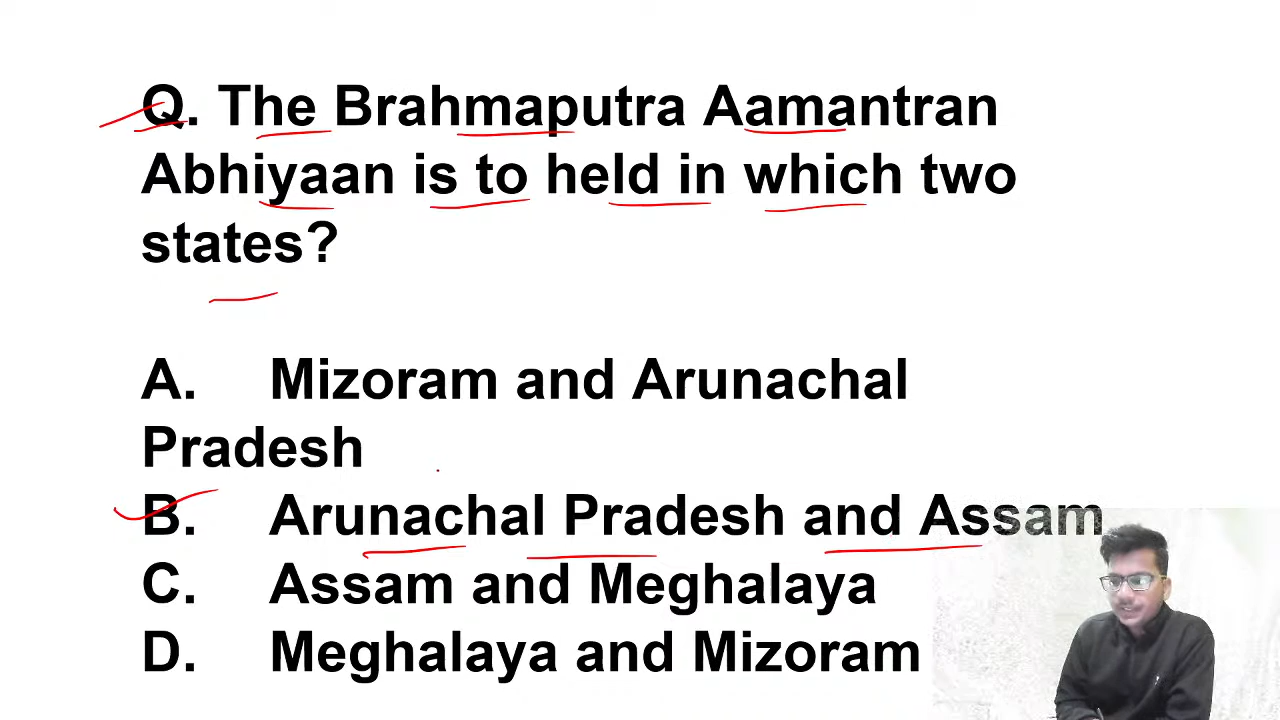 Q. The Brahmaputra Aamantran
Abhiyaan is to held in which two
states?
A. Mizoram and Arunachal
Pradesh
B. Arunachal Pradesh and Assam
C. Assam and Meghalaya
D. Meghalaya and Mizoram